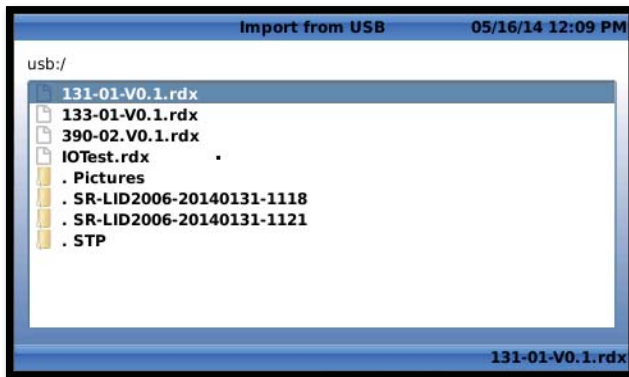 Import from USB 05/16/14 12:09 PM
usb:/
131-01-V0.1.rdx
133-01-V0.1.rdx
390-02.V0.1.rdx
IOTest.rdx
. Pictures
. SR-LID2006-20140131-1118
. SR-LID2006-20140131-1121
. STP
131-01-V0.1.rdx